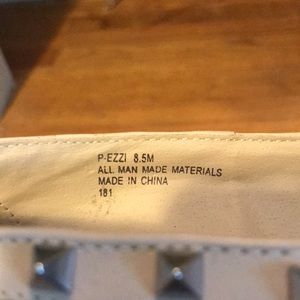 P-EZZI 8.5M
ALL MAN MADE MATERIALS
MADE IN CHINA
181